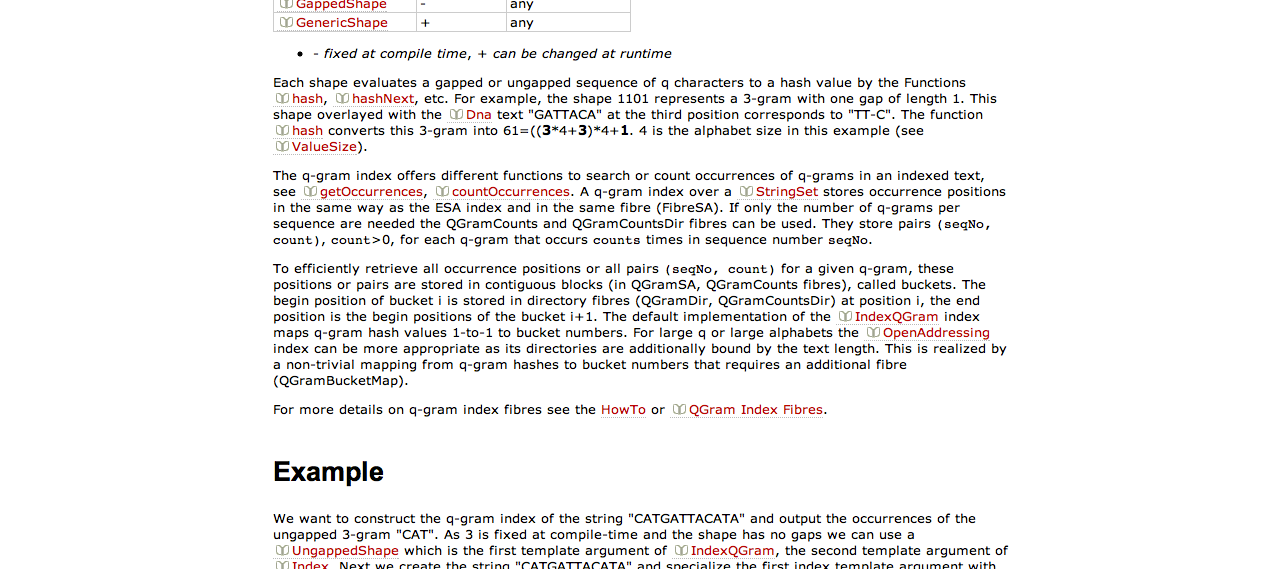 GappedShape - any
GenericShape + any
• - fixed at compile time, + can be changed at runtime
Each shape evaluates a gapped or ungapped sequence of q characters to a hash value by the Functions
hash, hashNext, etc. For example, the shape 1101 represents a 3-gram with one gap of length 1. This
shape overlayed with the Dna text "GATTACA" at the third position corresponds to "TT-C". The function
hash converts this 3-gram into 61=((3*4+3)*4+1. 4 is the alphabet size in this example (see
ValueSize).
The q-gram index offers different functions to search or count occurrences of q-grams in an indexed text,
see getOccurrences, countOccurrences. A q-gram index over a StringSet stores occurrence positions
in the same way as the ESA index and in the same fibre (FibreSA). If only the number of q-grams per
sequence are needed the QGramCounts and QGramCountsDir fibres can be used. They store pairs (seqNo,
count), count>0, for each q-gram that occurs counts times in sequence number seqNo.
To efficiently retrieve all occurrence positions or all pairs (seqNo, count) for a given q-gram, these
positions or pairs are stored in contiguous blocks (in QGramSA, QGramCounts fibres), called buckets. The
begin position of bucket i is stored in directory fibres (QGramDir, QGramCountsDir) at position i, the end
position is the begin positions of the bucket i+1. The default implementation of the IndexQGram index
maps q-gram hash values 1-to-1 to bucket numbers. For large q or large alphabets the OpenAddressing
index can be more appropriate as its directories are additionally bound by the text length. This is realized by
a non-trivial mapping from q-gram hashes to bucket numbers that requires an additional fibre
(QGramBucketMap).
For more details on q-gram index fibres see the HowTo or QGram Index Fibres.
Example
We want to construct the q-gram index of the string "CATGATTACATA" and output the occurrences of the
ungapped 3-gram "CAT". As 3 is fixed at compile-time and the shape has no gaps we can use a
UngappedShape which is the first template argument of IndexQGram, the second template argument of
Index. Next we create the string "CATGATTACATA" and specialize the first index template argument with